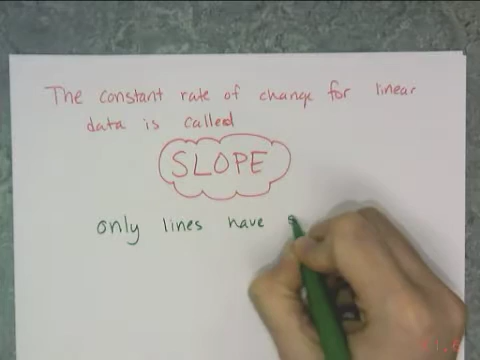 The constant rate of change for linear
data is called
SLOPE
only lines have s